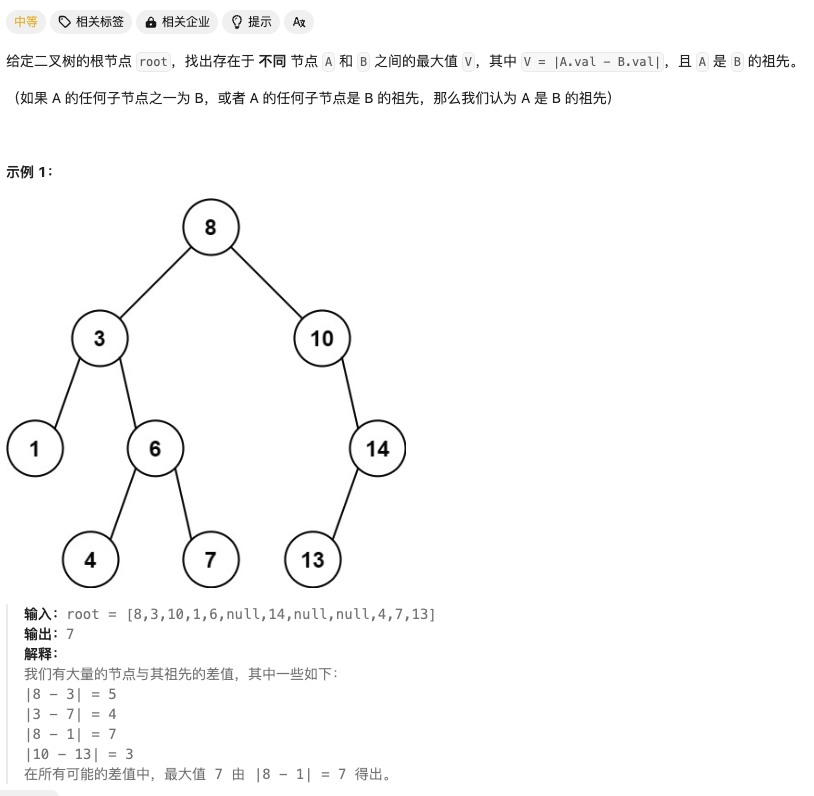 中等 相关标签 相关企业 提示 Aあ
给定二叉树的根节点 root，找出存在于 不同 节点 A 和 B 之间的最大值 V，其中 V = |A.val - B.val|，且 A 是 B 的祖先。
（如果 A 的任何子节点之一为 B，或者 A 的任何子节点是 B 的祖先，那么我们认为 A 是 B 的祖先）
示例 1：
8
3 10
1 6 14
4 7 13
输入：root = [8,3,10,1,6,null,14,null,null,4,7,13]
输出：7
解释：
我们有大量的节点与其祖先的差值，其中一些如下：
|8 - 3| = 5
|3 - 7| = 4
|8 - 1| = 7
|10 - 13| = 3
在所有可能的差值中，最大值 7 由 |8 - 1| = 7 得出。